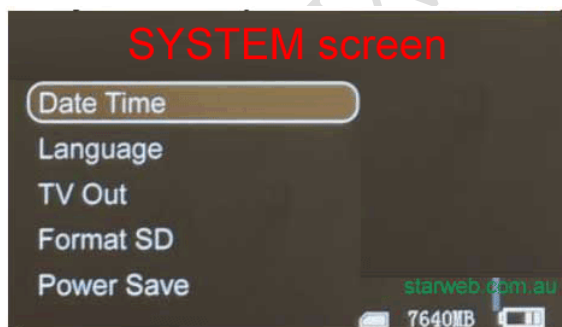 SYSTEM screen
Date Time
Language
TV Out
Format SD
Power Save
starweb.com.au
7640MB